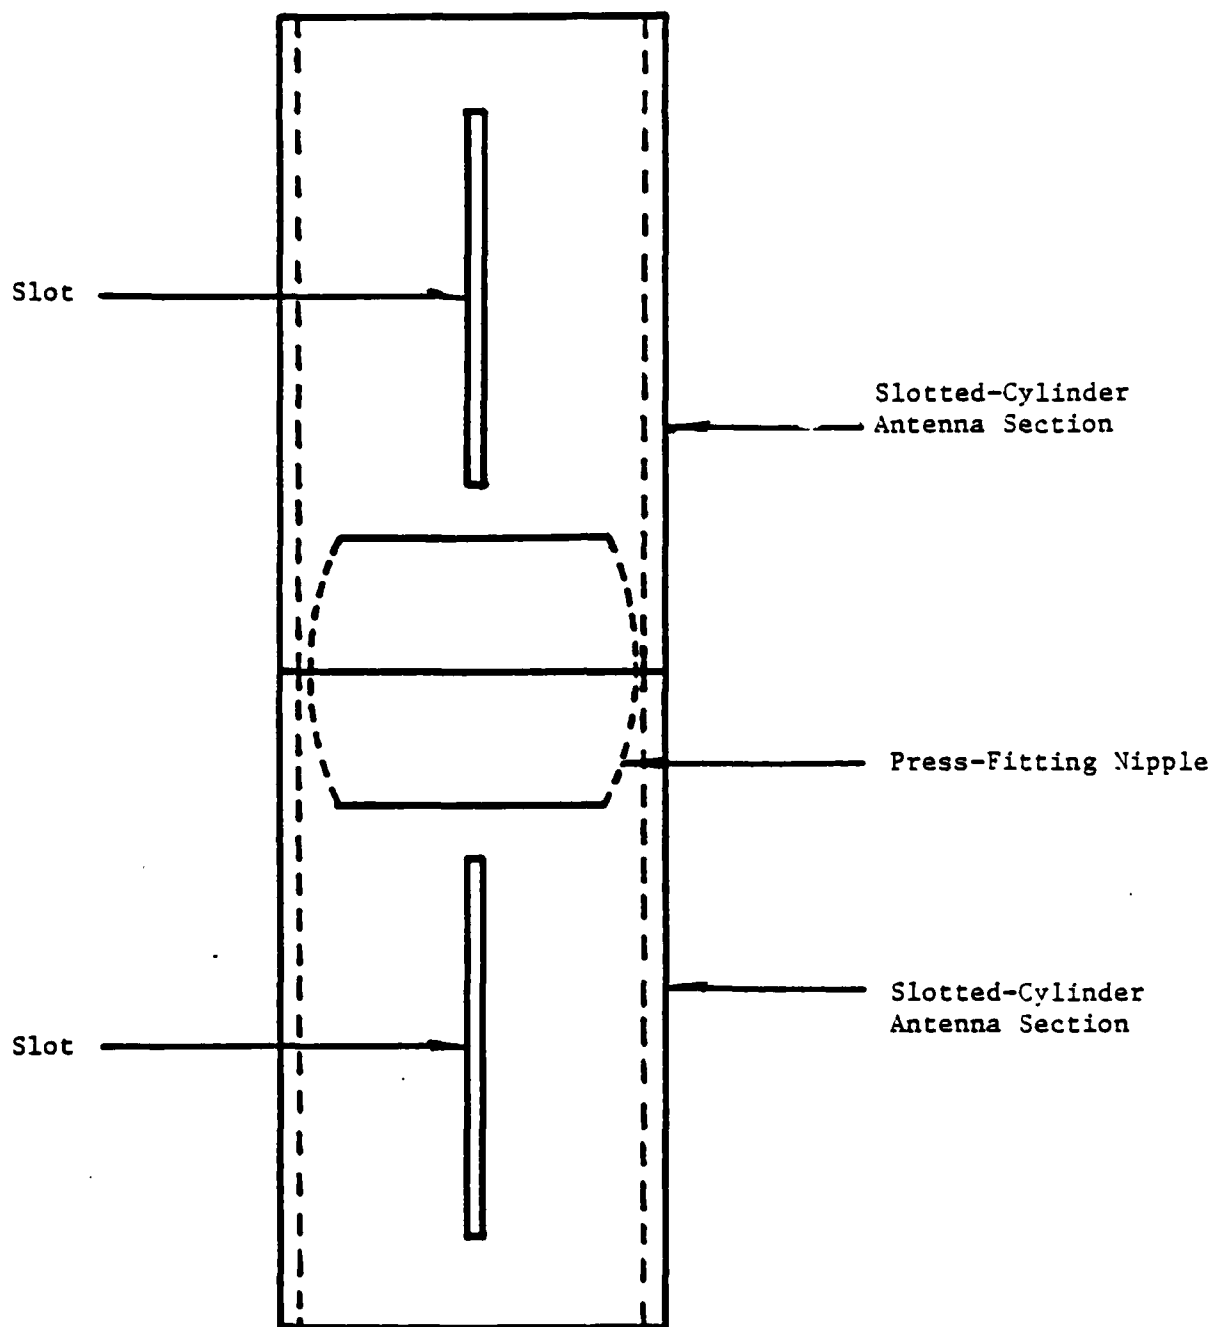 Slot
Slotted-Cylinder
Antenna Section
Press-Fitting Nipple
Slotted-Cylinder
Antenna Section
Slot